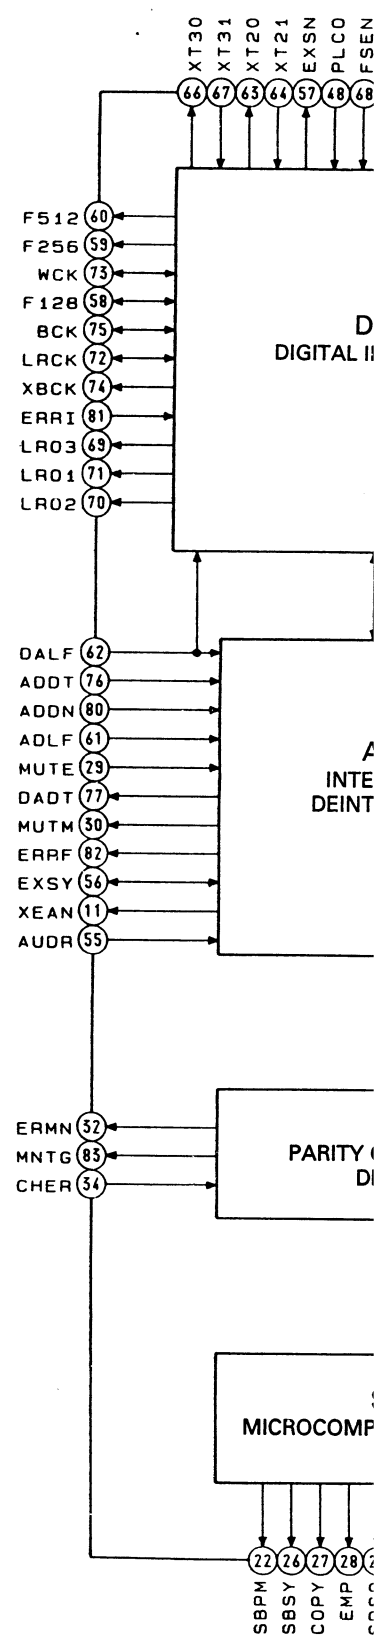 XT30 XT31 XT20 XT21 EXSN PLCO FSEN
66 67 63 64 57 48 68
F512 60
F256 59
WCK 73
F128 58
BCK 75
LRCK 72
XBCK 74
ERRI 81
LRO3 69
LRO1 71
LRO2 70
D
DIGITAL I
DALF 62
ADDT 76
ADDN 80
ADLF 61
MUTE 29
DADT 77
MUTM 30
ERRF 82
EXSY 56
XEAN 11
AUDR 55
A
INTE
DEINT
ERMN 32
MNTG 83
CHER 34
PARITY
D
MICROCOMP
22 26 27 28
SBPM SBSY COPY EMP